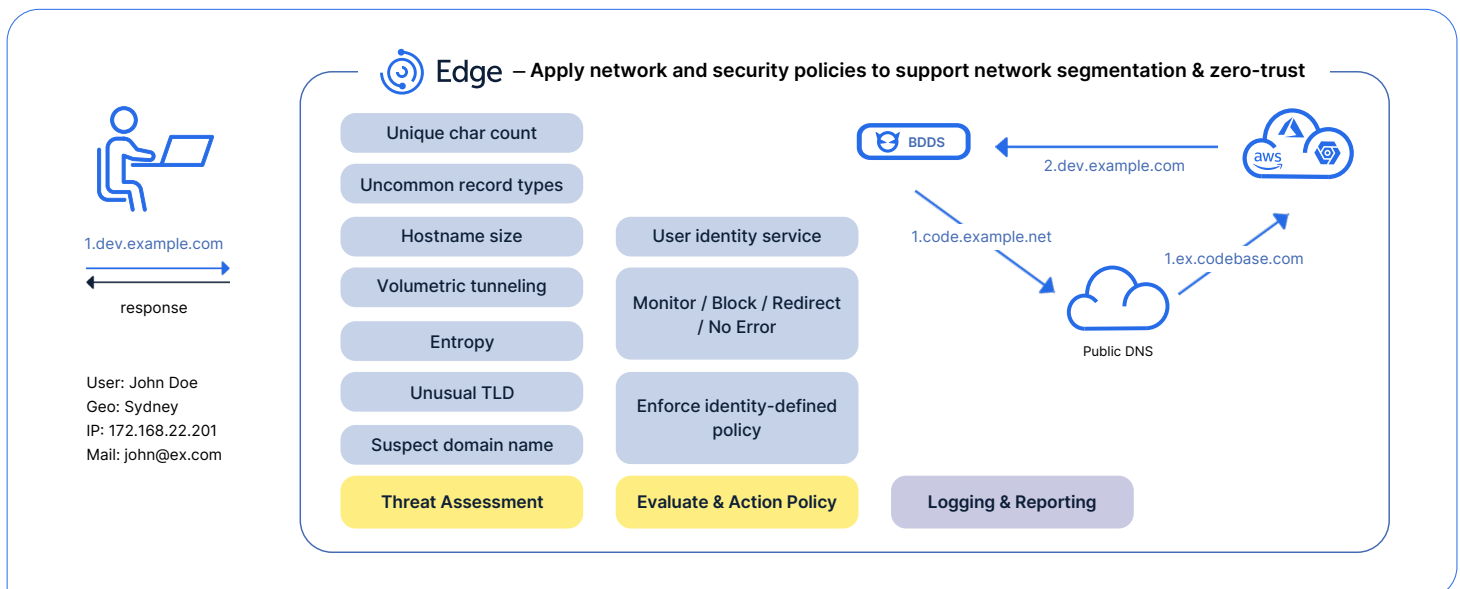 Edge – Apply network and security policies to support network segmentation & zero-trust
1.dev.example.com
response
User: John Doe
Geo: Sydney
IP: 172.168.22.201
Mail: john@ex.com
Unique char count
Uncommon record types
Hostname size
Volumetric tunneling
Entropy
Unusual TLD
Suspect domain name
Threat Assessment
User identity service
Monitor / Block / Redirect
/ No Error
Enforce identity-defined
policy
Evaluate & Action Policy
BDDS
2.dev.example.com
aws
1.code.example.net
1.ex.codebase.com
Public DNS
Logging & Reporting